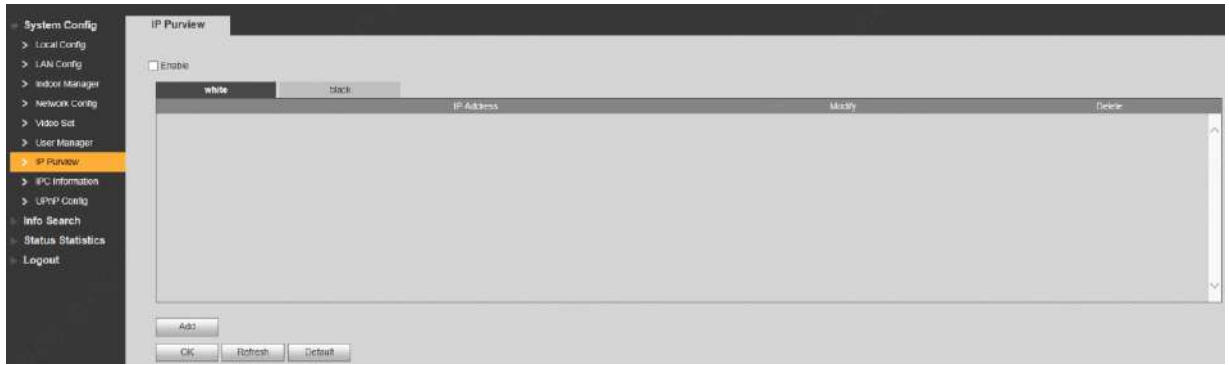 System Config
Local Config
LAN Config
Indoor Manager
Network Config
Video Set
User Manager
IP Purview
IPC Information
UPnP Config
Info Search
Status Statistics
Logout
IP Purview
Enable
white black
IP Address Modify Delete
Add
OK Refresh Default